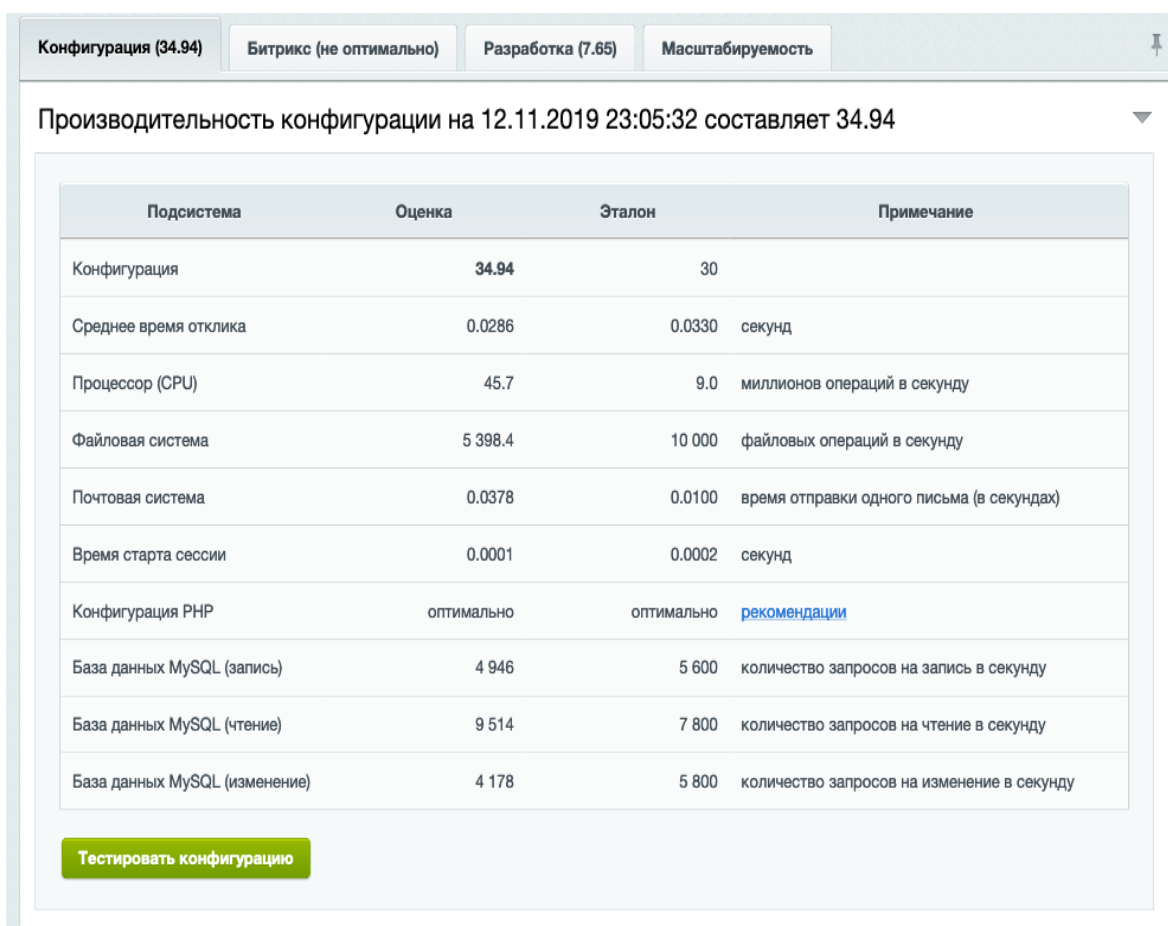 Конфигурация (34.94) Битрикс (не оптимально) Разработка (7.65) Масштабируемость
Производительность конфигурации на 12.11.2019 23:05:32 составляет 34.94
Подсистема Оценка Эталон Примечание
Конфигурация 34.94 30
Среднее время отклика 0.0286 0.0330 секунд
Процессор (CPU) 45.7 9.0 миллионов операций в секунду
Файловая система 5 398.4 10 000 файловых операций в секунду
Почтовая система 0.0378 0.0100 время отправки одного письма (в секундах)
Время старта сессии 0.0001 0.0002 секунд
Конфигурация PHP оптимально оптимально рекомендации
База данных MySQL (запись) 4 946 5 600 количество запросов на запись в секунду
База данных MySQL (чтение) 9 514 7 800 количество запросов на чтение в секунду
База данных MySQL (изменение) 4 178 5 800 количество запросов на изменение в секунду
Тестировать конфигурацию